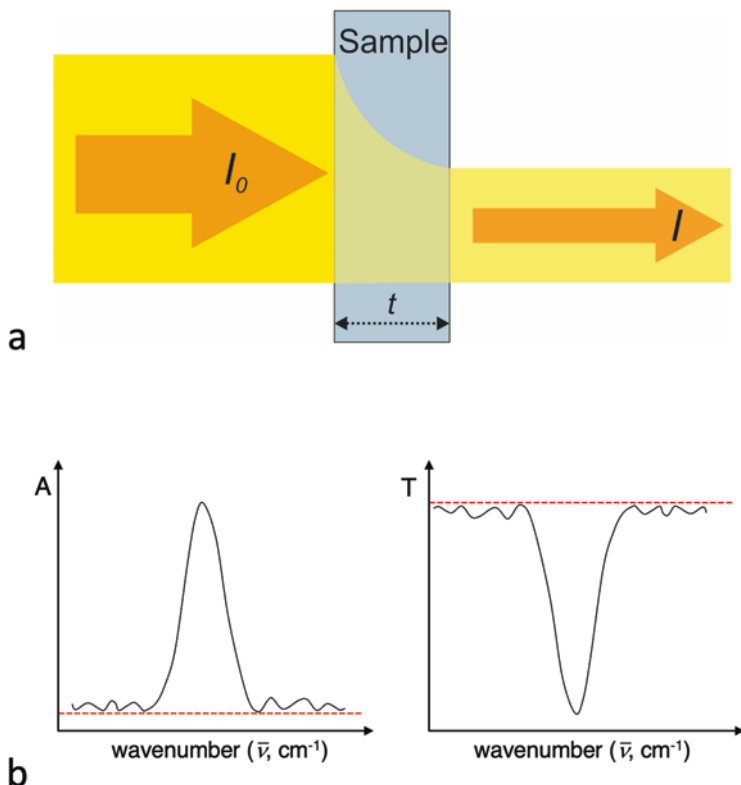 Sample
I₀
I
t
a
A
T
wavenumber (ν̅, cm⁻¹)
wavenumber (ν̅, cm⁻¹)
b